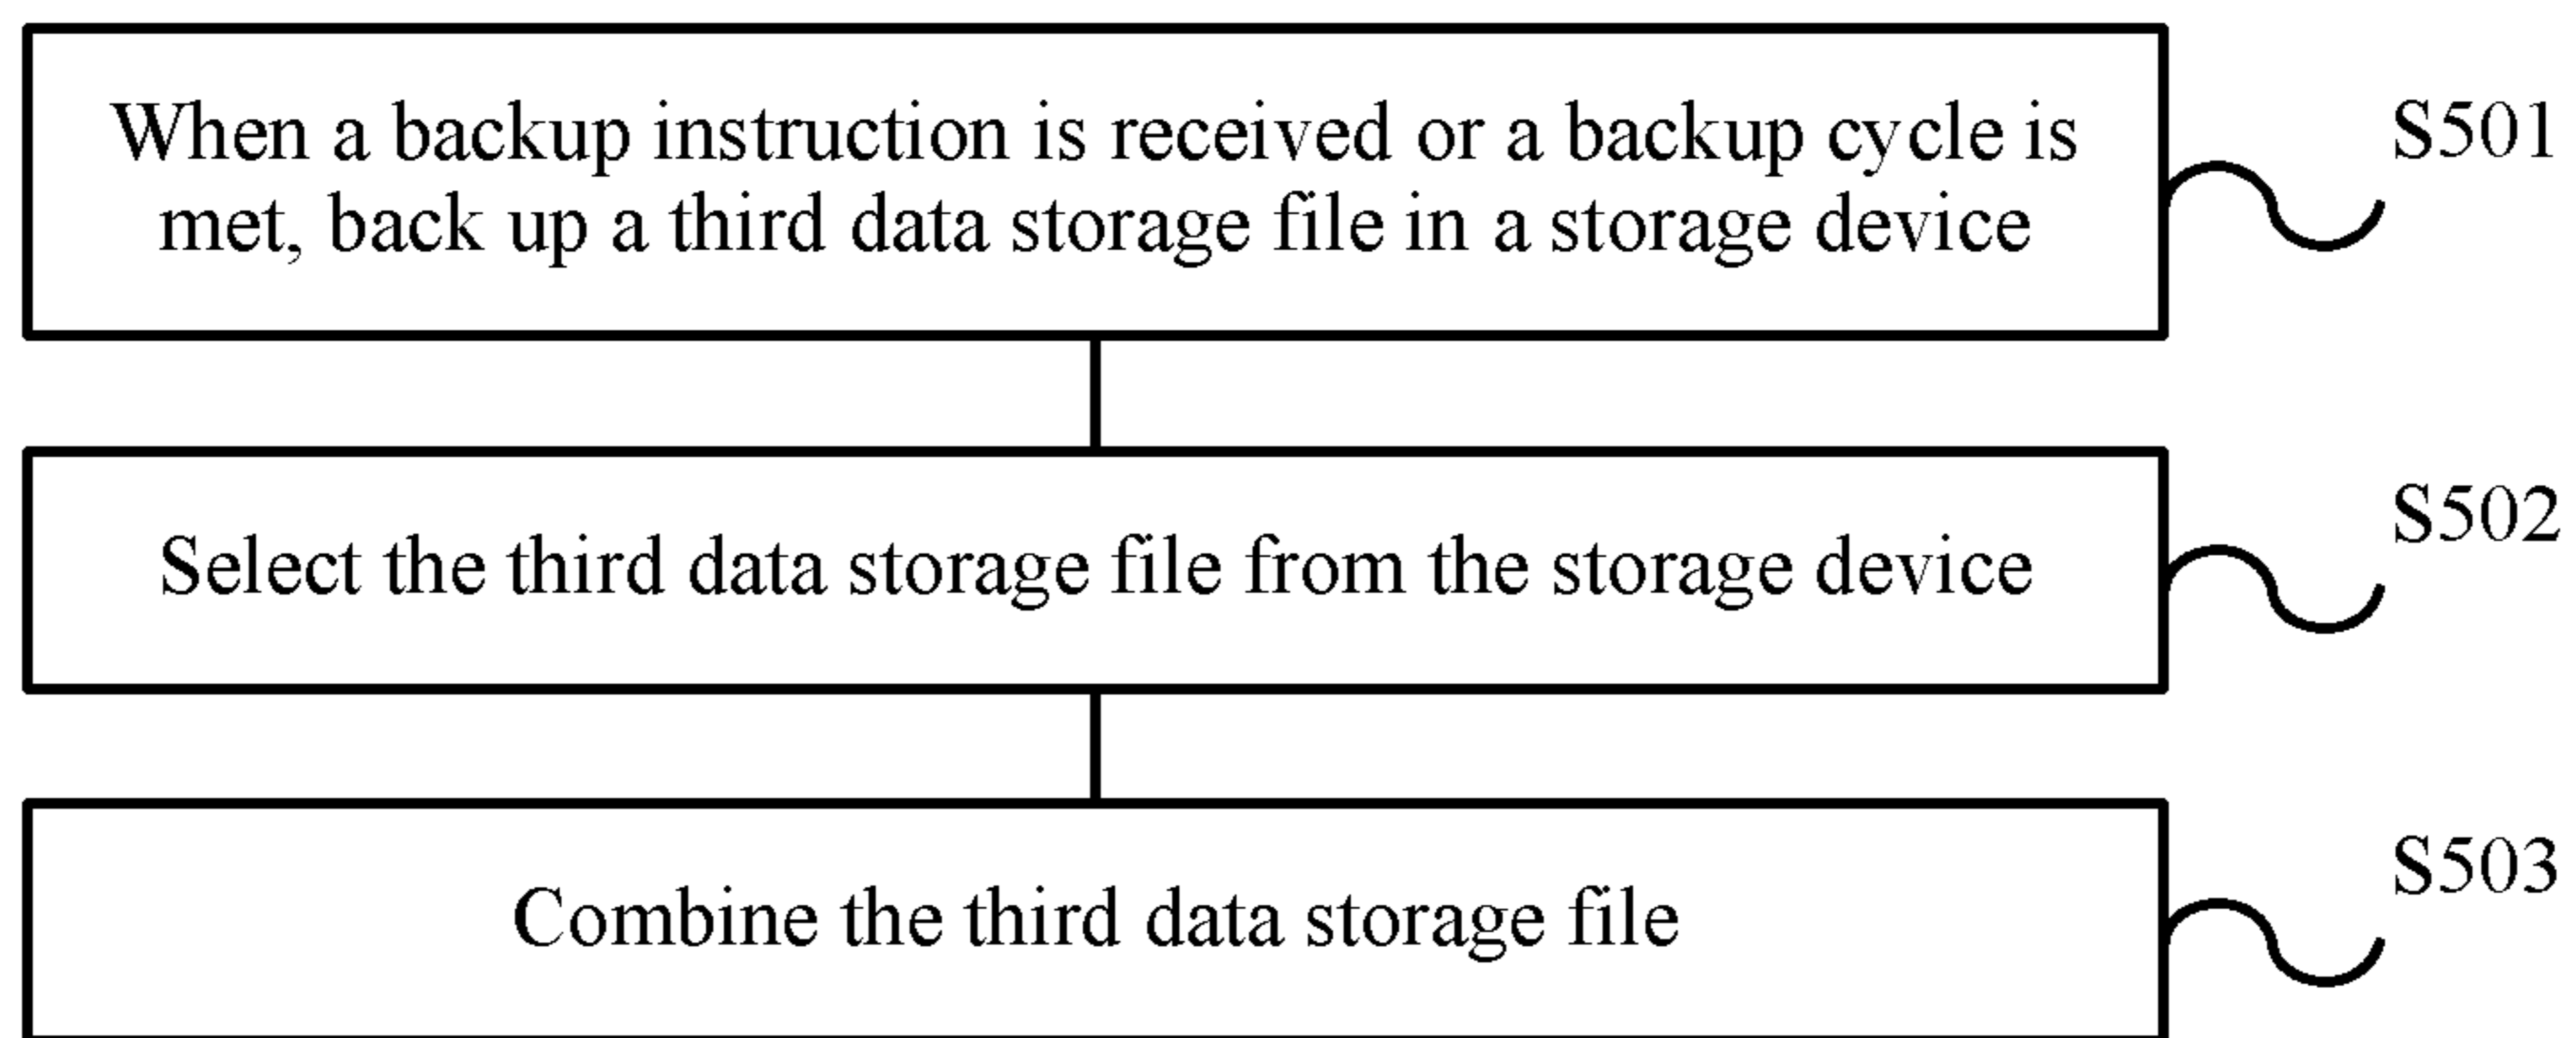 When a backup instruction is received or a backup cycle is
met, back up a third data storage file in a storage device
S501
Select the third data storage file from the storage device
S502
Combine the third data storage file
S503